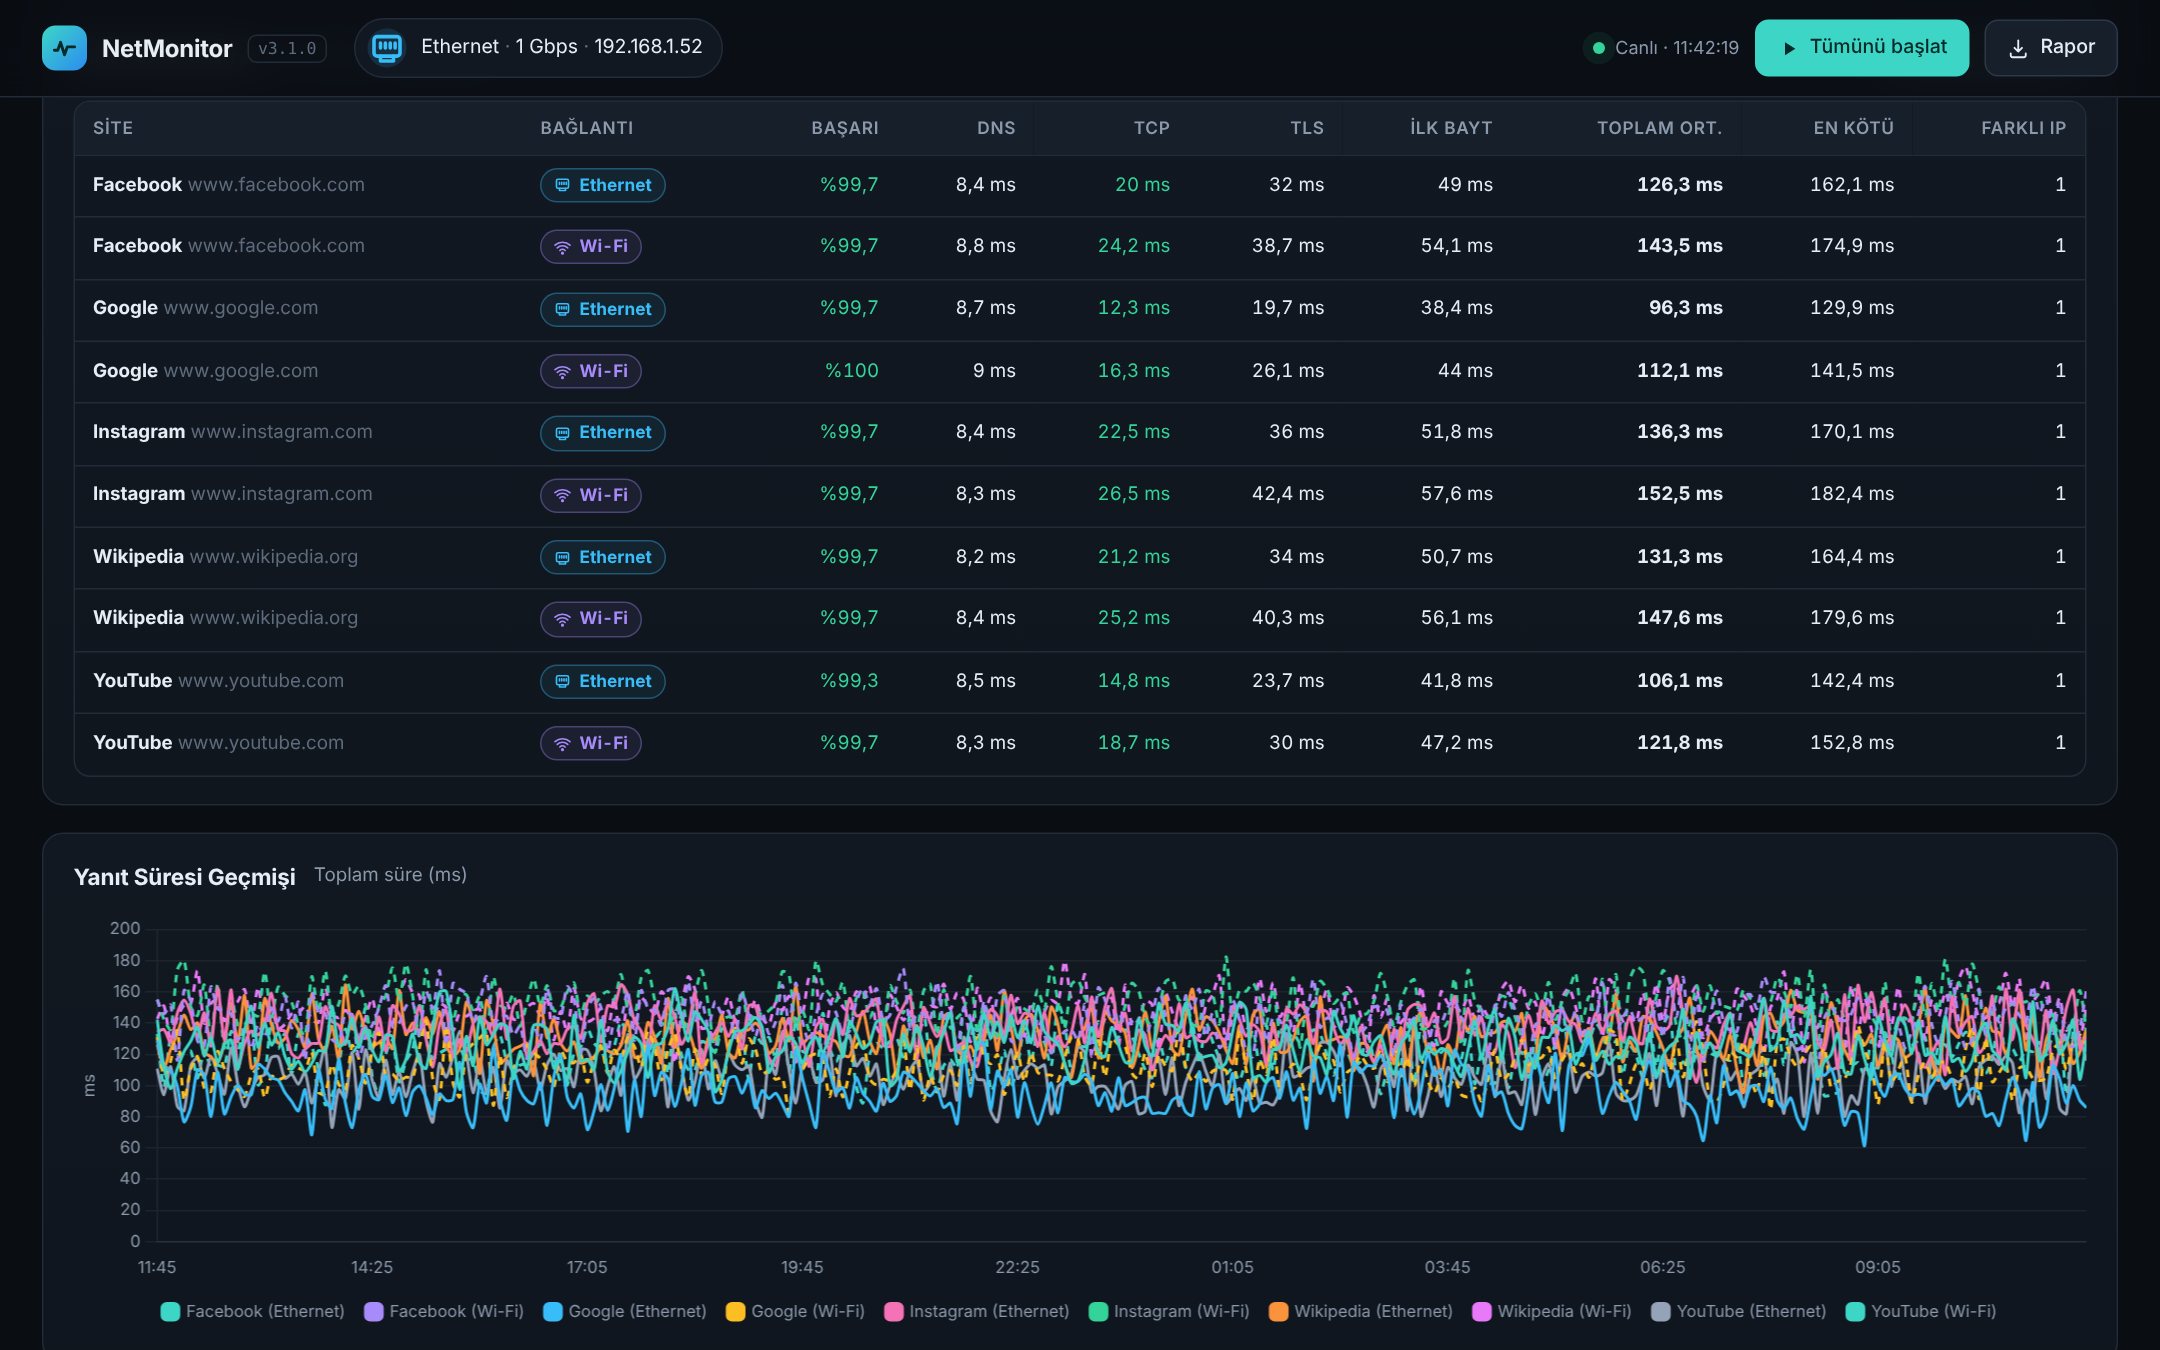 NetMonitor v3.1.0 Ethernet · 1 Gbps · 192.168.1.52 Canlı · 11:42:19 Tümünü başlat Rapor
SİTE BAĞLANTI BAŞARI DNS TCP TLS İLK BAYT TOPLAM ORT. EN KÖTÜ FARKLI IP
Facebook www.facebook.com Ethernet %99,7 8,4 ms 20 ms 32 ms 49 ms 126,3 ms 162,1 ms 1
Facebook www.facebook.com Wi-Fi %99,7 8,8 ms 24,2 ms 38,7 ms 54,1 ms 143,5 ms 174,9 ms 1
Google www.google.com Ethernet %99,7 8,7 ms 12,3 ms 19,7 ms 38,4 ms 96,3 ms 129,9 ms 1
Google www.google.com Wi-Fi %100 9 ms 16,3 ms 26,1 ms 44 ms 112,1 ms 141,5 ms 1
Instagram www.instagram.com Ethernet %99,7 8,4 ms 22,5 ms 36 ms 51,8 ms 136,3 ms 170,1 ms 1
Instagram www.instagram.com Wi-Fi %99,7 8,3 ms 26,5 ms 42,4 ms 57,6 ms 152,5 ms 182,4 ms 1
Wikipedia www.wikipedia.org Ethernet %99,7 8,2 ms 21,2 ms 34 ms 50,7 ms 131,3 ms 164,4 ms 1
Wikipedia www.wikipedia.org Wi-Fi %99,7 8,4 ms 25,2 ms 40,3 ms 56,1 ms 147,6 ms 179,6 ms 1
YouTube www.youtube.com Ethernet %99,3 8,5 ms 14,8 ms 23,7 ms 41,8 ms 106,1 ms 142,4 ms 1
YouTube www.youtube.com Wi-Fi %99,7 8,3 ms 18,7 ms 30 ms 47,2 ms 121,8 ms 152,8 ms 1
Yanıt Süresi Geçmişi Toplam süre (ms)
200
180
160
140
120
100
80
60
40
20
0
ms
11:45 14:25 17:05 19:45 22:25 01:05 03:45 06:25 09:05
Facebook (Ethernet) Facebook (Wi-Fi) Google (Ethernet) Google (Wi-Fi) Instagram (Ethernet) Instagram (Wi-Fi) Wikipedia (Ethernet) Wikipedia (Wi-Fi) YouTube (Ethernet) YouTube (Wi-Fi)